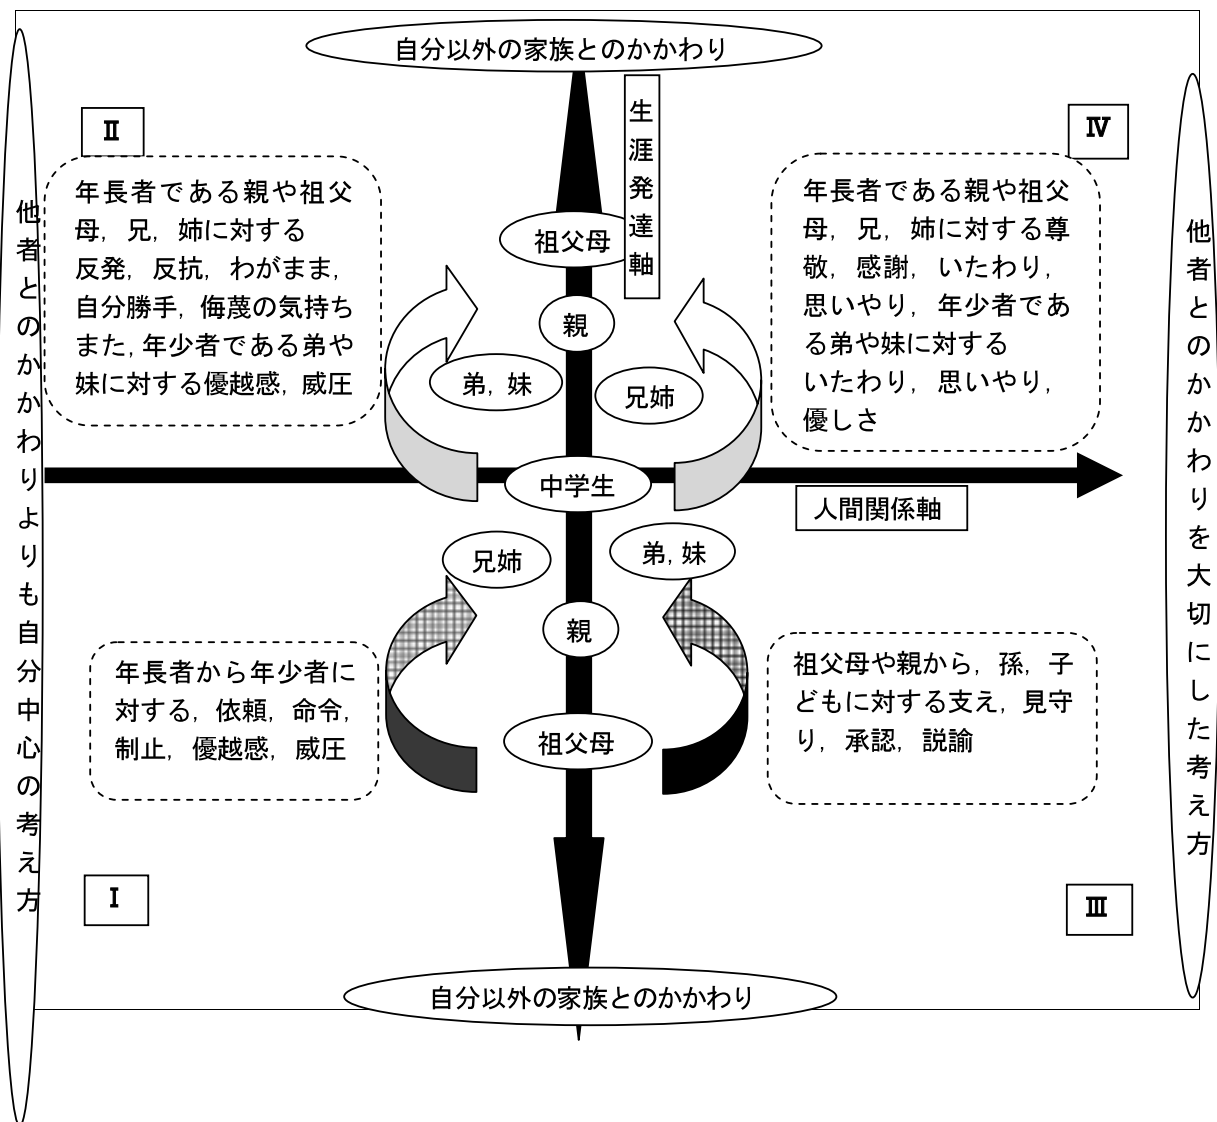 自分以外の家族とのかかわり
生涯発達軸
Ⅱ
Ⅳ
他者とのかかわりよりも自分中心の考え方
年長者である親や祖父
母，兄，姉に対する
反発，反抗，わがまま，
自分勝手，侮蔑の気持ち
また,年少者である弟や
妹に対する優越感，威圧
祖父母
親
弟，妹
兄姉
年長者である親や祖父
母，兄，姉に対する尊
敬，感謝，いたわり，
思いやり，年少者であ
る弟や妹に対する
いたわり，思いやり，
優しさ
他者とのかかわりを大切にした考え方
中学生
人間関係軸
兄姉
弟，妹
親
祖父母
年長者から年少者に
対する，依頼，命令，
制止，優越感，威圧
祖父母や親から，孫，子
どもに対する支え，見守
り，承認，説諭
Ⅰ
Ⅲ
自分以外の家族とのかかわり